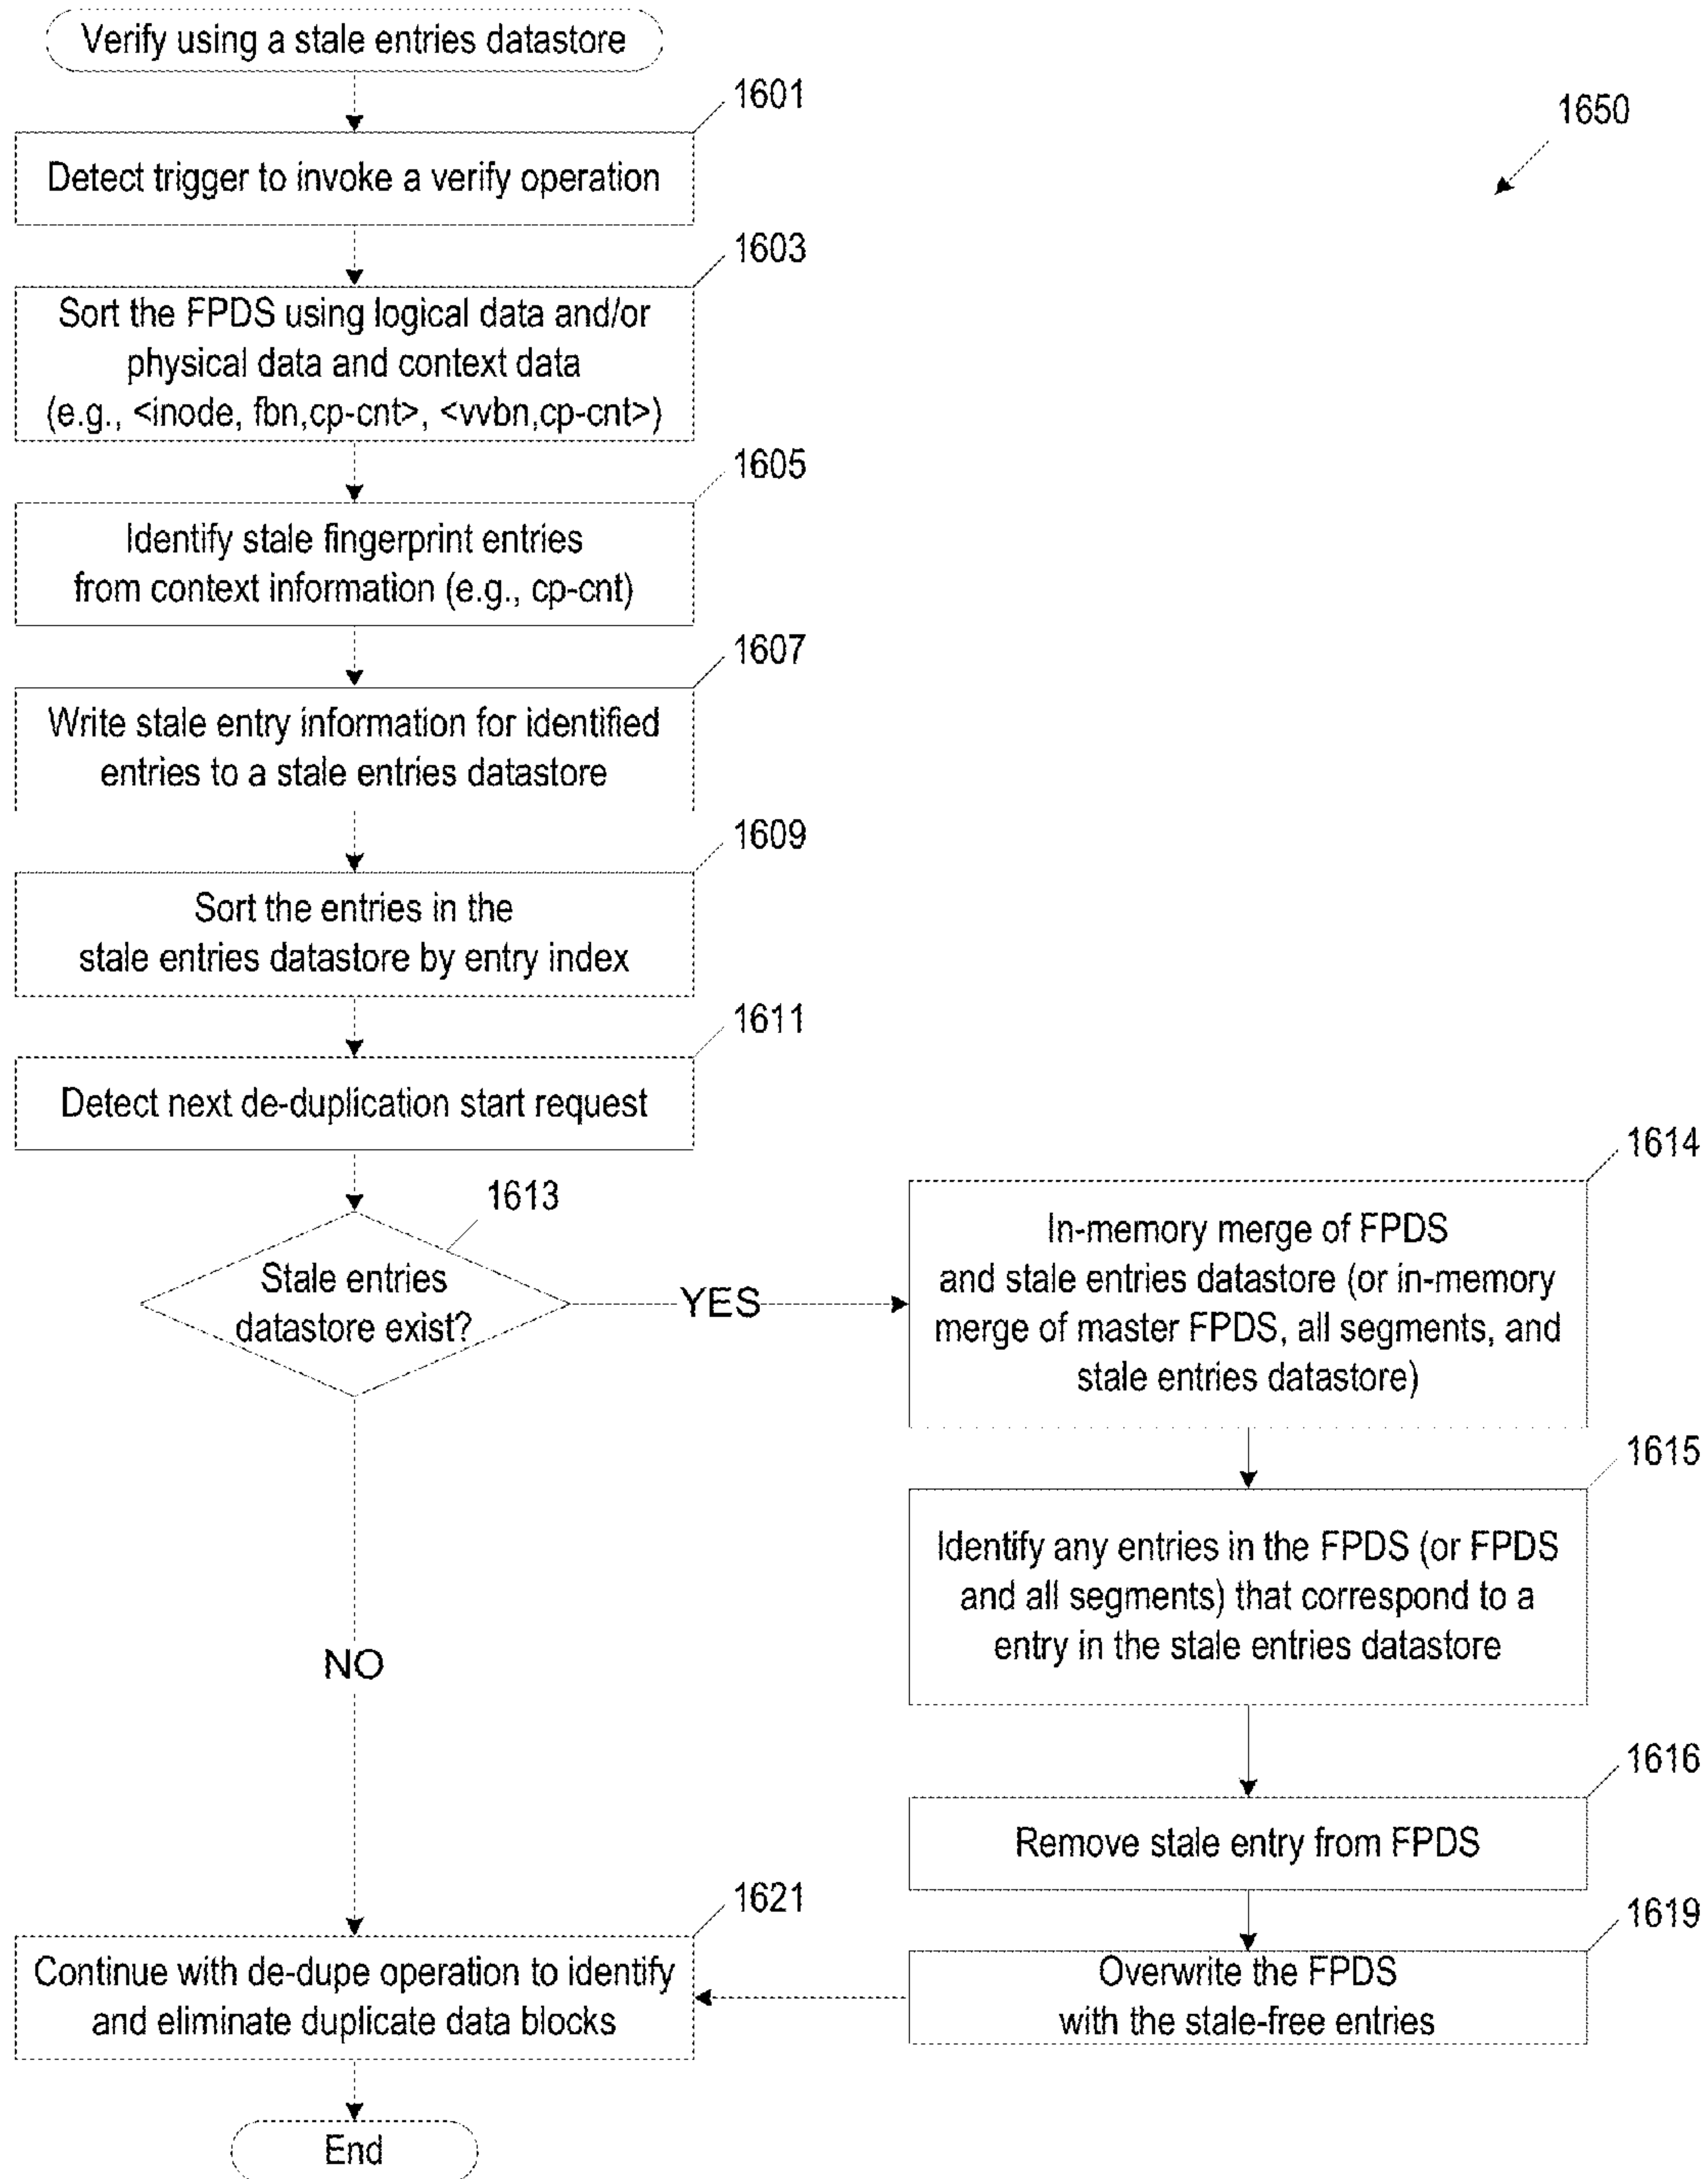 Verify using a stale entries datastore
1601
1650
Detect trigger to invoke a verify operation
1603
Sort the FPDS using logical data and/or
physical data and context data
(e.g., <inode, fbn,cp-cnt>, <vvbn,cp-cnt>)
1605
Identify stale fingerprint entries
from context information (e.g., cp-cnt)
1607
Write stale entry information for identified
entries to a stale entries datastore
1609
Sort the entries in the
stale entries datastore by entry index
1611
Detect next de-duplication start request
1613
Stale entries
datastore exist?
YES
1614
In-memory merge of FPDS
and stale entries datastore (or in-memory
merge of master FPDS, all segments, and
stale entries datastore)
1615
Identify any entries in the FPDS (or FPDS
and all segments) that correspond to a
entry in the stale entries datastore
NO
1616
Remove stale entry from FPDS
1619
Overwrite the FPDS
with the stale-free entries
1621
Continue with de-dupe operation to identify
and eliminate duplicate data blocks
End